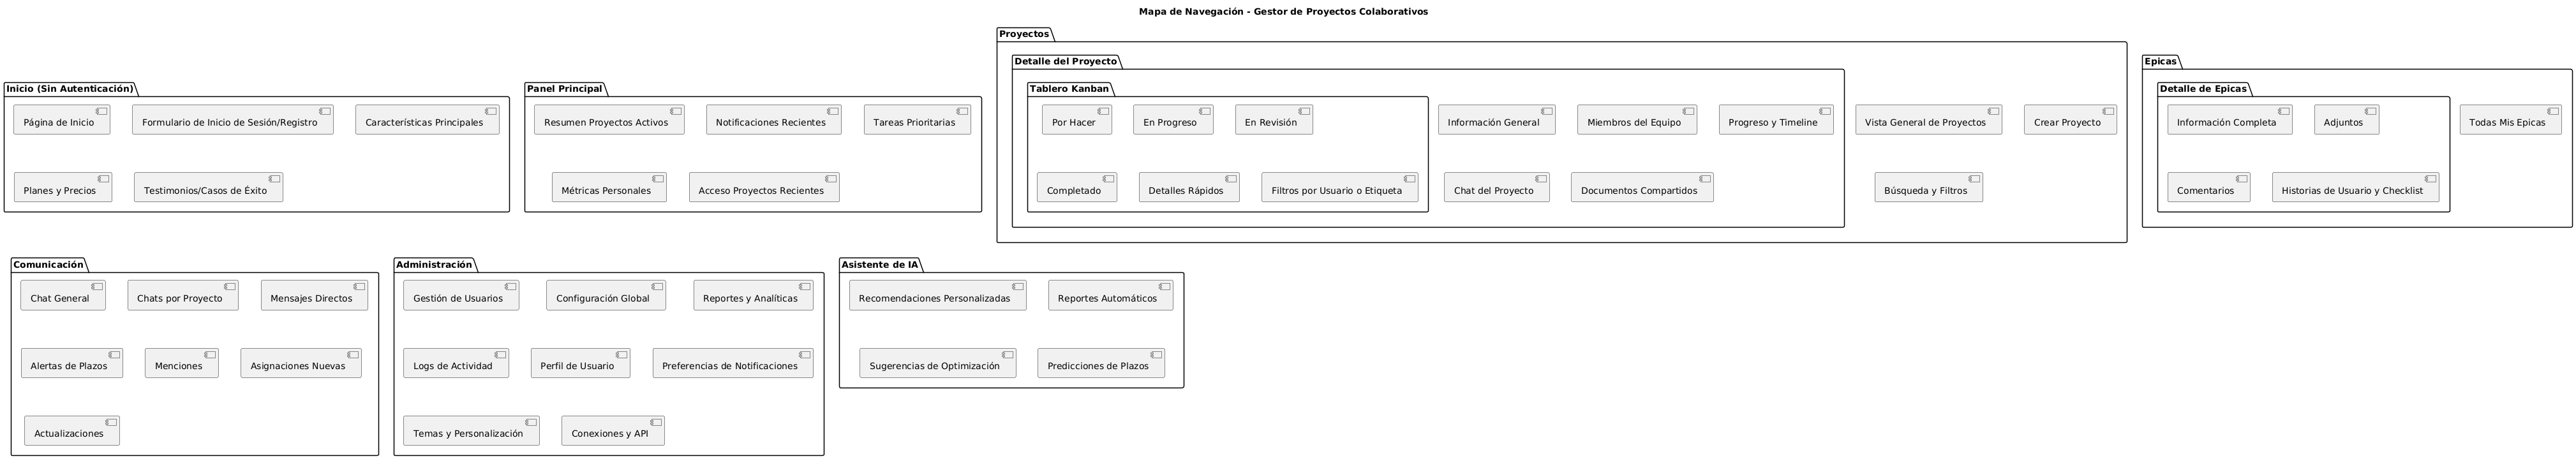 Mapa de Navegación - Gestor de Proyectos Colaborativos
Inicio (Sin Autenticación)
Página de Inicio
Formulario de Inicio de Sesión/Registro
Características Principales
Planes y Precios
Testimonios/Casos de Éxito
Panel Principal
Resumen Proyectos Activos
Notificaciones Recientes
Tareas Prioritarias
Métricas Personales
Acceso Proyectos Recientes
Proyectos
Detalle del Proyecto
Tablero Kanban
Por Hacer
En Progreso
En Revisión
Completado
Detalles Rápidos
Filtros por Usuario o Etiqueta
Información General
Miembros del Equipo
Progreso y Timeline
Chat del Proyecto
Documentos Compartidos
Vista General de Proyectos
Crear Proyecto
Búsqueda y Filtros
Epicas
Detalle de Epicas
Información Completa
Adjuntos
Comentarios
Historias de Usuario y Checklist
Todas Mis Epicas
Comunicación
Chat General
Chats por Proyecto
Mensajes Directos
Alertas de Plazos
Menciones
Asignaciones Nuevas
Actualizaciones
Administración
Gestión de Usuarios
Configuración Global
Reportes y Analíticas
Logs de Actividad
Perfil de Usuario
Preferencias de Notificaciones
Temas y Personalización
Conexiones y API
Asistente de IA
Recomendaciones Personalizadas
Reportes Automáticos
Sugerencias de Optimización
Predicciones de Plazos